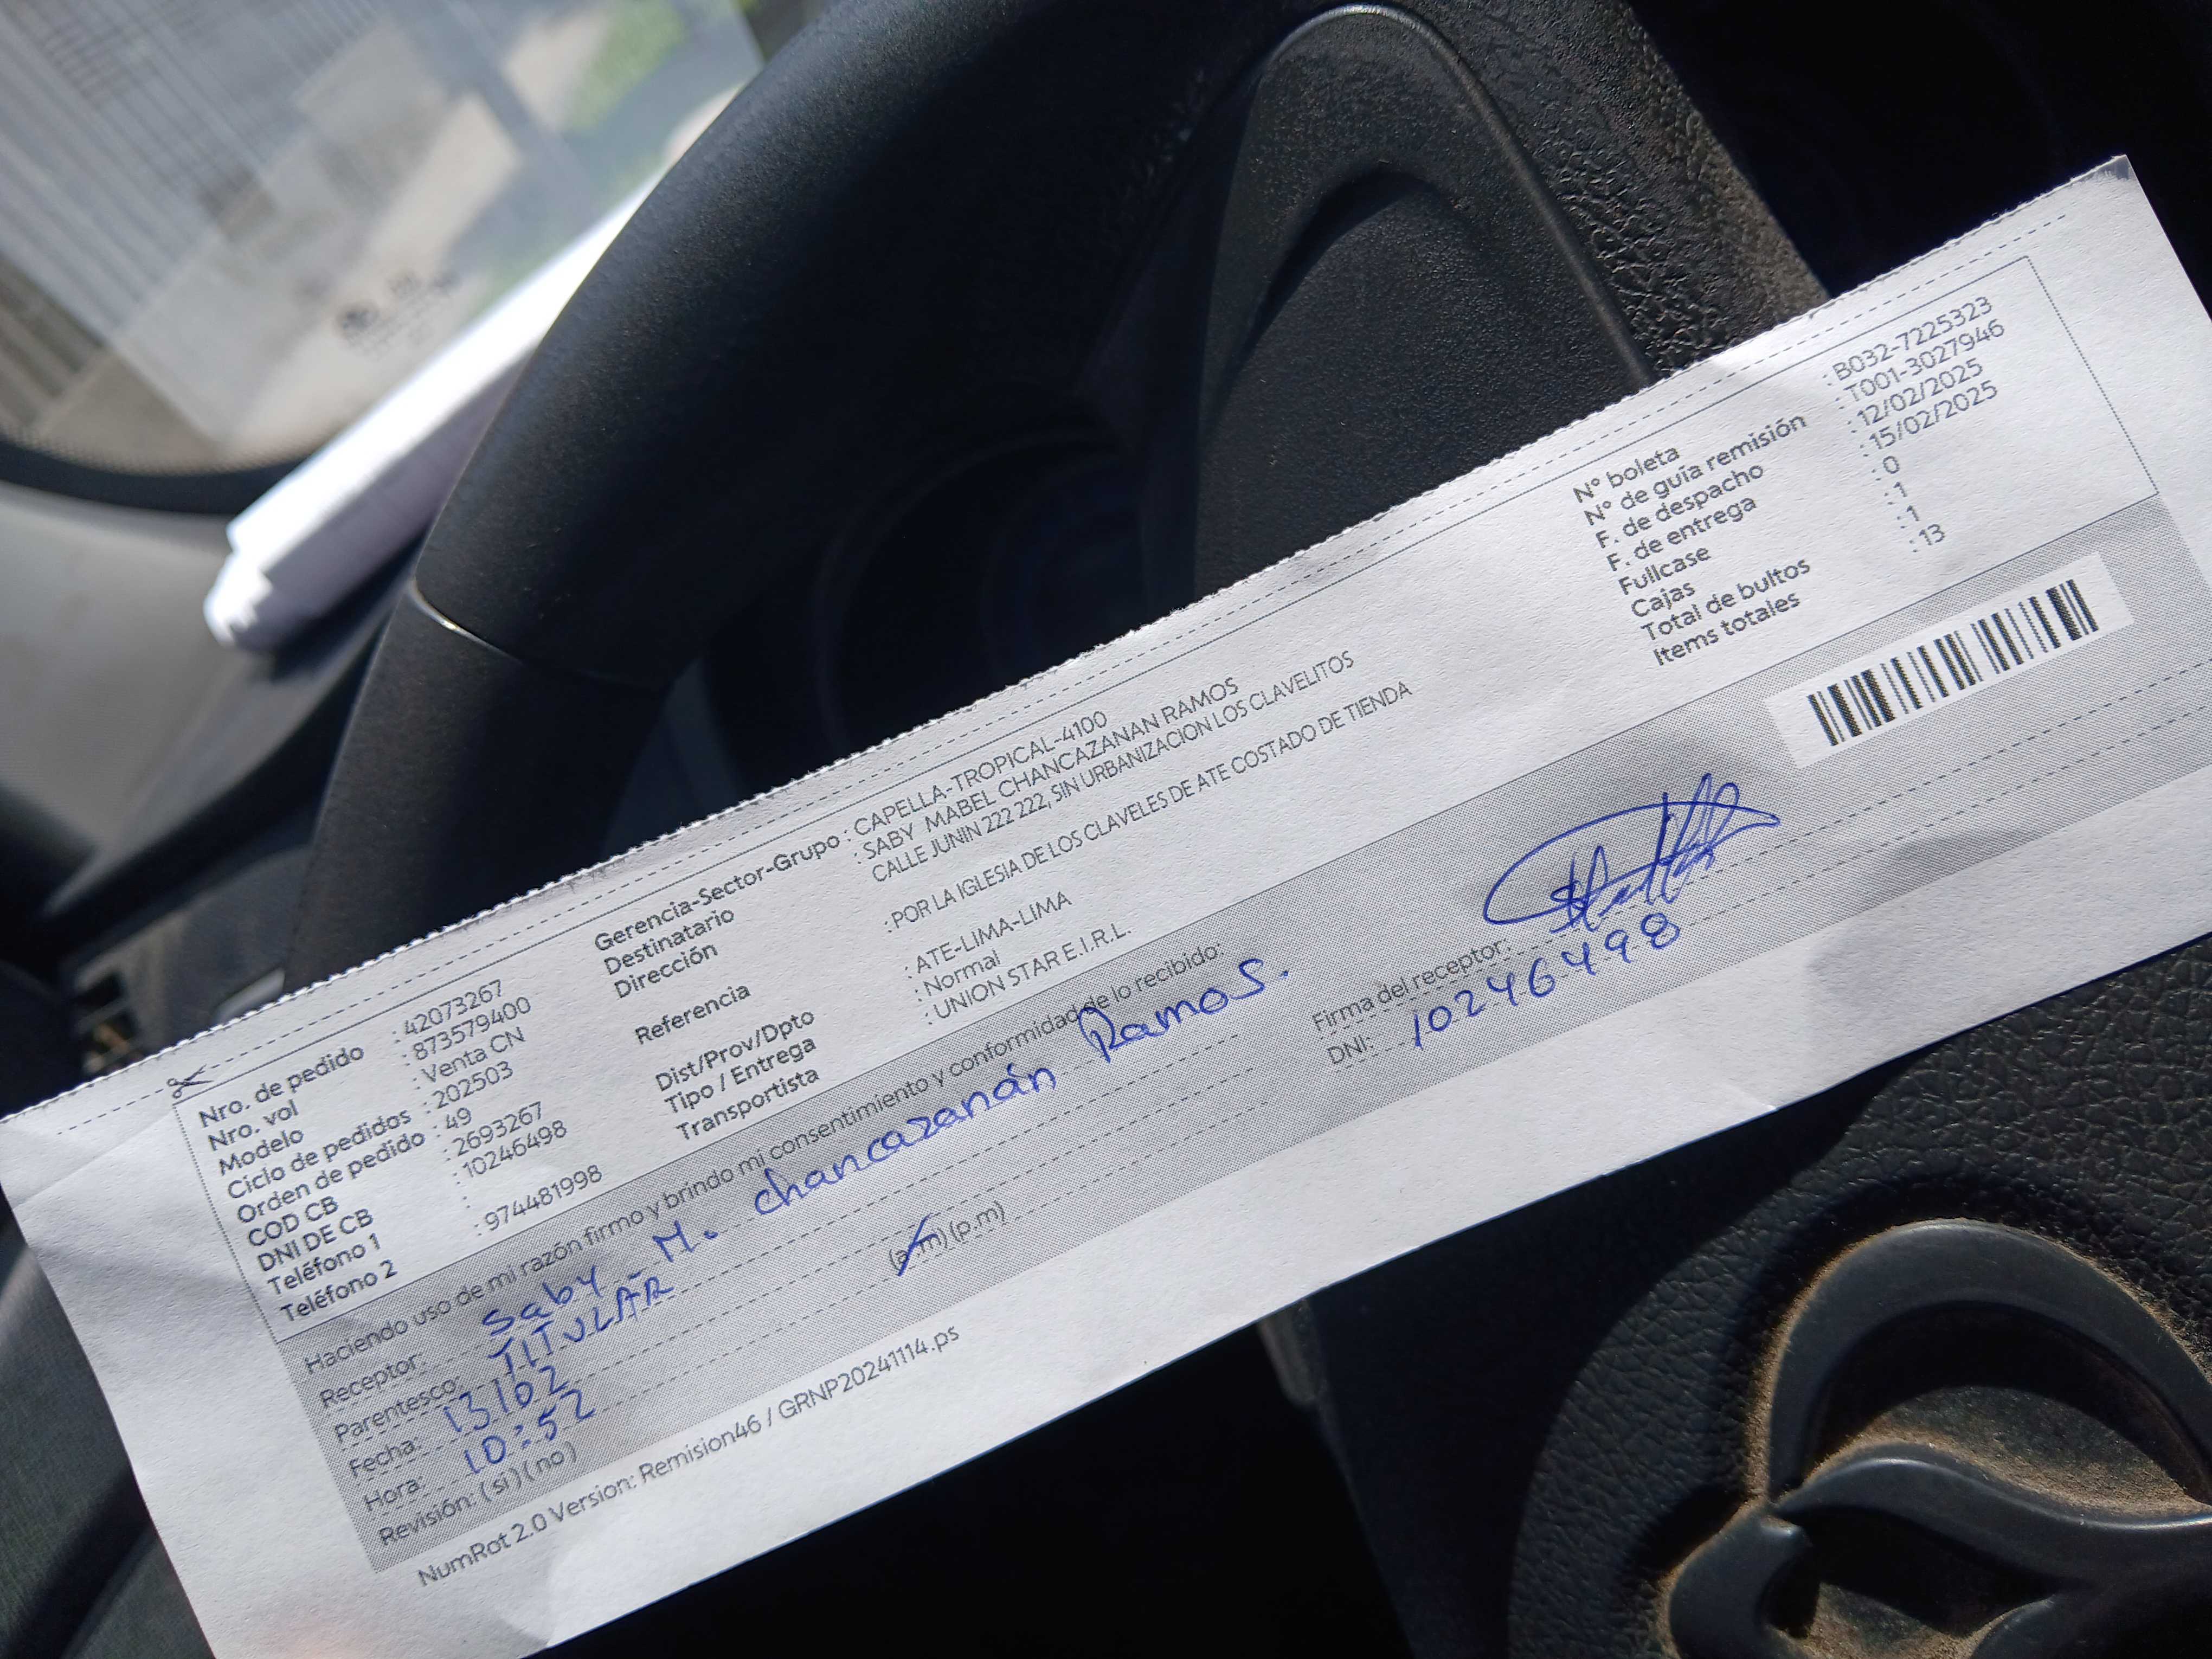 Nro. de pedido : 42073267
Nro. vol : 873579400
Modelo : Venta CN
Ciclo de pedidos : 202503
Orden de pedido : 49
COD CB : 2693267
DNI DE CB : 10246498
Teléfono 1 :
Teléfono 2 : 974481998
Gerencia-Sector-Grupo : CAPELLA-TROPICAL-4100
Destinatario : SABY MABEL CHANCAZANAN RAMOS
Dirección CALLE JUNIN 222 222, SIN URBANIZACION LOS CLAVELITOS
Referencia : POR LA IGLESIA DE LOS CLAVELES DE ATE COSTADO DE TIENDA
Dist/Prov/Dpto : ATE-LIMA-LIMA
Tipo / Entrega : Normal
Transportista : UNION STAR E.I.R.L.
N° boleta : B032-7225323
N° de guía remisión : T001-3027946
F. de despacho : 12/02/2025
F. de entrega : 15/02/2025
Fullcase : 0
Cajas : 1
Total de bultos : 1
Items totales : 13
Haciendo uso de mi razón firmo y brindo mi consentimiento y conformidad de lo recibido:
Receptor: Saby M. chancazanán Ramos.
Parentesco: TITULAR
Fecha: 13/02
Hora: 10:52 (a.m) (p.m)
Revisión: (si) (no)
Firma del receptor:
DNI: 10246498
NumRot 2.0 Version: Remision46 / GRNP20241114.ps